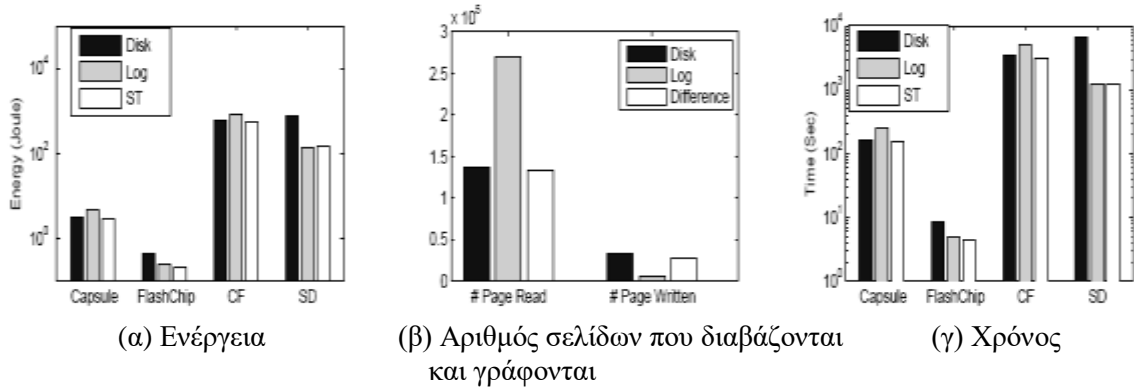 Energy (Joule)
10^4
10^2
10^0
Disk
Log
ST
Capsule
FlashChip
CF
SD
(α) Ενέργεια
x 10^5
3
2.5
2
1.5
1
0.5
0
Disk
Log
Difference
# Page Read
# Page Written
(β) Αριθμός σελίδων που διαβάζονται
και γράφονται
Time (Sec)
10^4
10^3
10^2
10^1
10^0
Disk
Log
ST
Capsule
FlashChip
CF
SD
(γ) Χρόνος